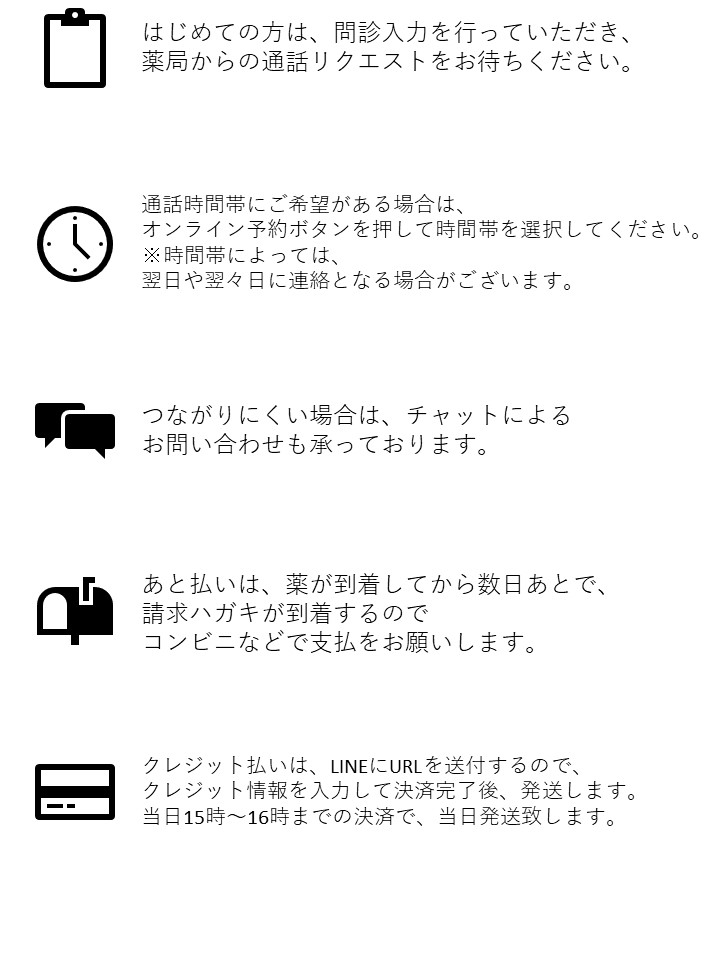 はじめての方は、問診入力を行っていただき、
薬局からの通話リクエストをお待ちください。
通話時間帯にご希望がある場合は、
オンライン予約ボタンを押して時間帯を選択してください。
※時間帯によっては、
翌日や翌々日に連絡となる場合がございます。
つながりにくい場合は、チャットによる
お問い合わせも承っております。
あと払いは、薬が到着してから数日あとで、
請求ハガキが到着するので
コンビニなどで支払をお願いします。
クレジット払いは、LINEにURLを送付するので、
クレジット情報を入力して決済完了後、発送します。
当日15時～16時までの決済で、当日発送致します。